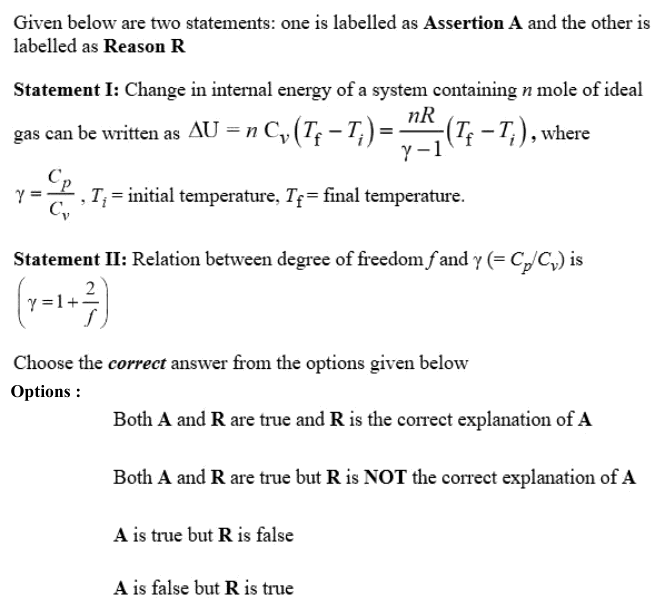 Given below are two statements: one is labelled as Assertion A and the other is
labelled as Reason R
Statement I: Change in internal energy of a system containing n mole of ideal
gas can be written as ΔU = n C_v (T_f − T_i) = \frac{nR}{γ−1} (T_f − T_i), where
γ = \frac{C_p}{C_v}, T_i = initial temperature, T_f = final temperature.
Statement II: Relation between degree of freedom f and γ (= C_p/C_v) is
(γ = 1 + \frac{2}{f})
Choose the correct answer from the options given below
Options :
Both A and R are true and R is the correct explanation of A
Both A and R are true but R is NOT the correct explanation of A
A is true but R is false
A is false but R is true